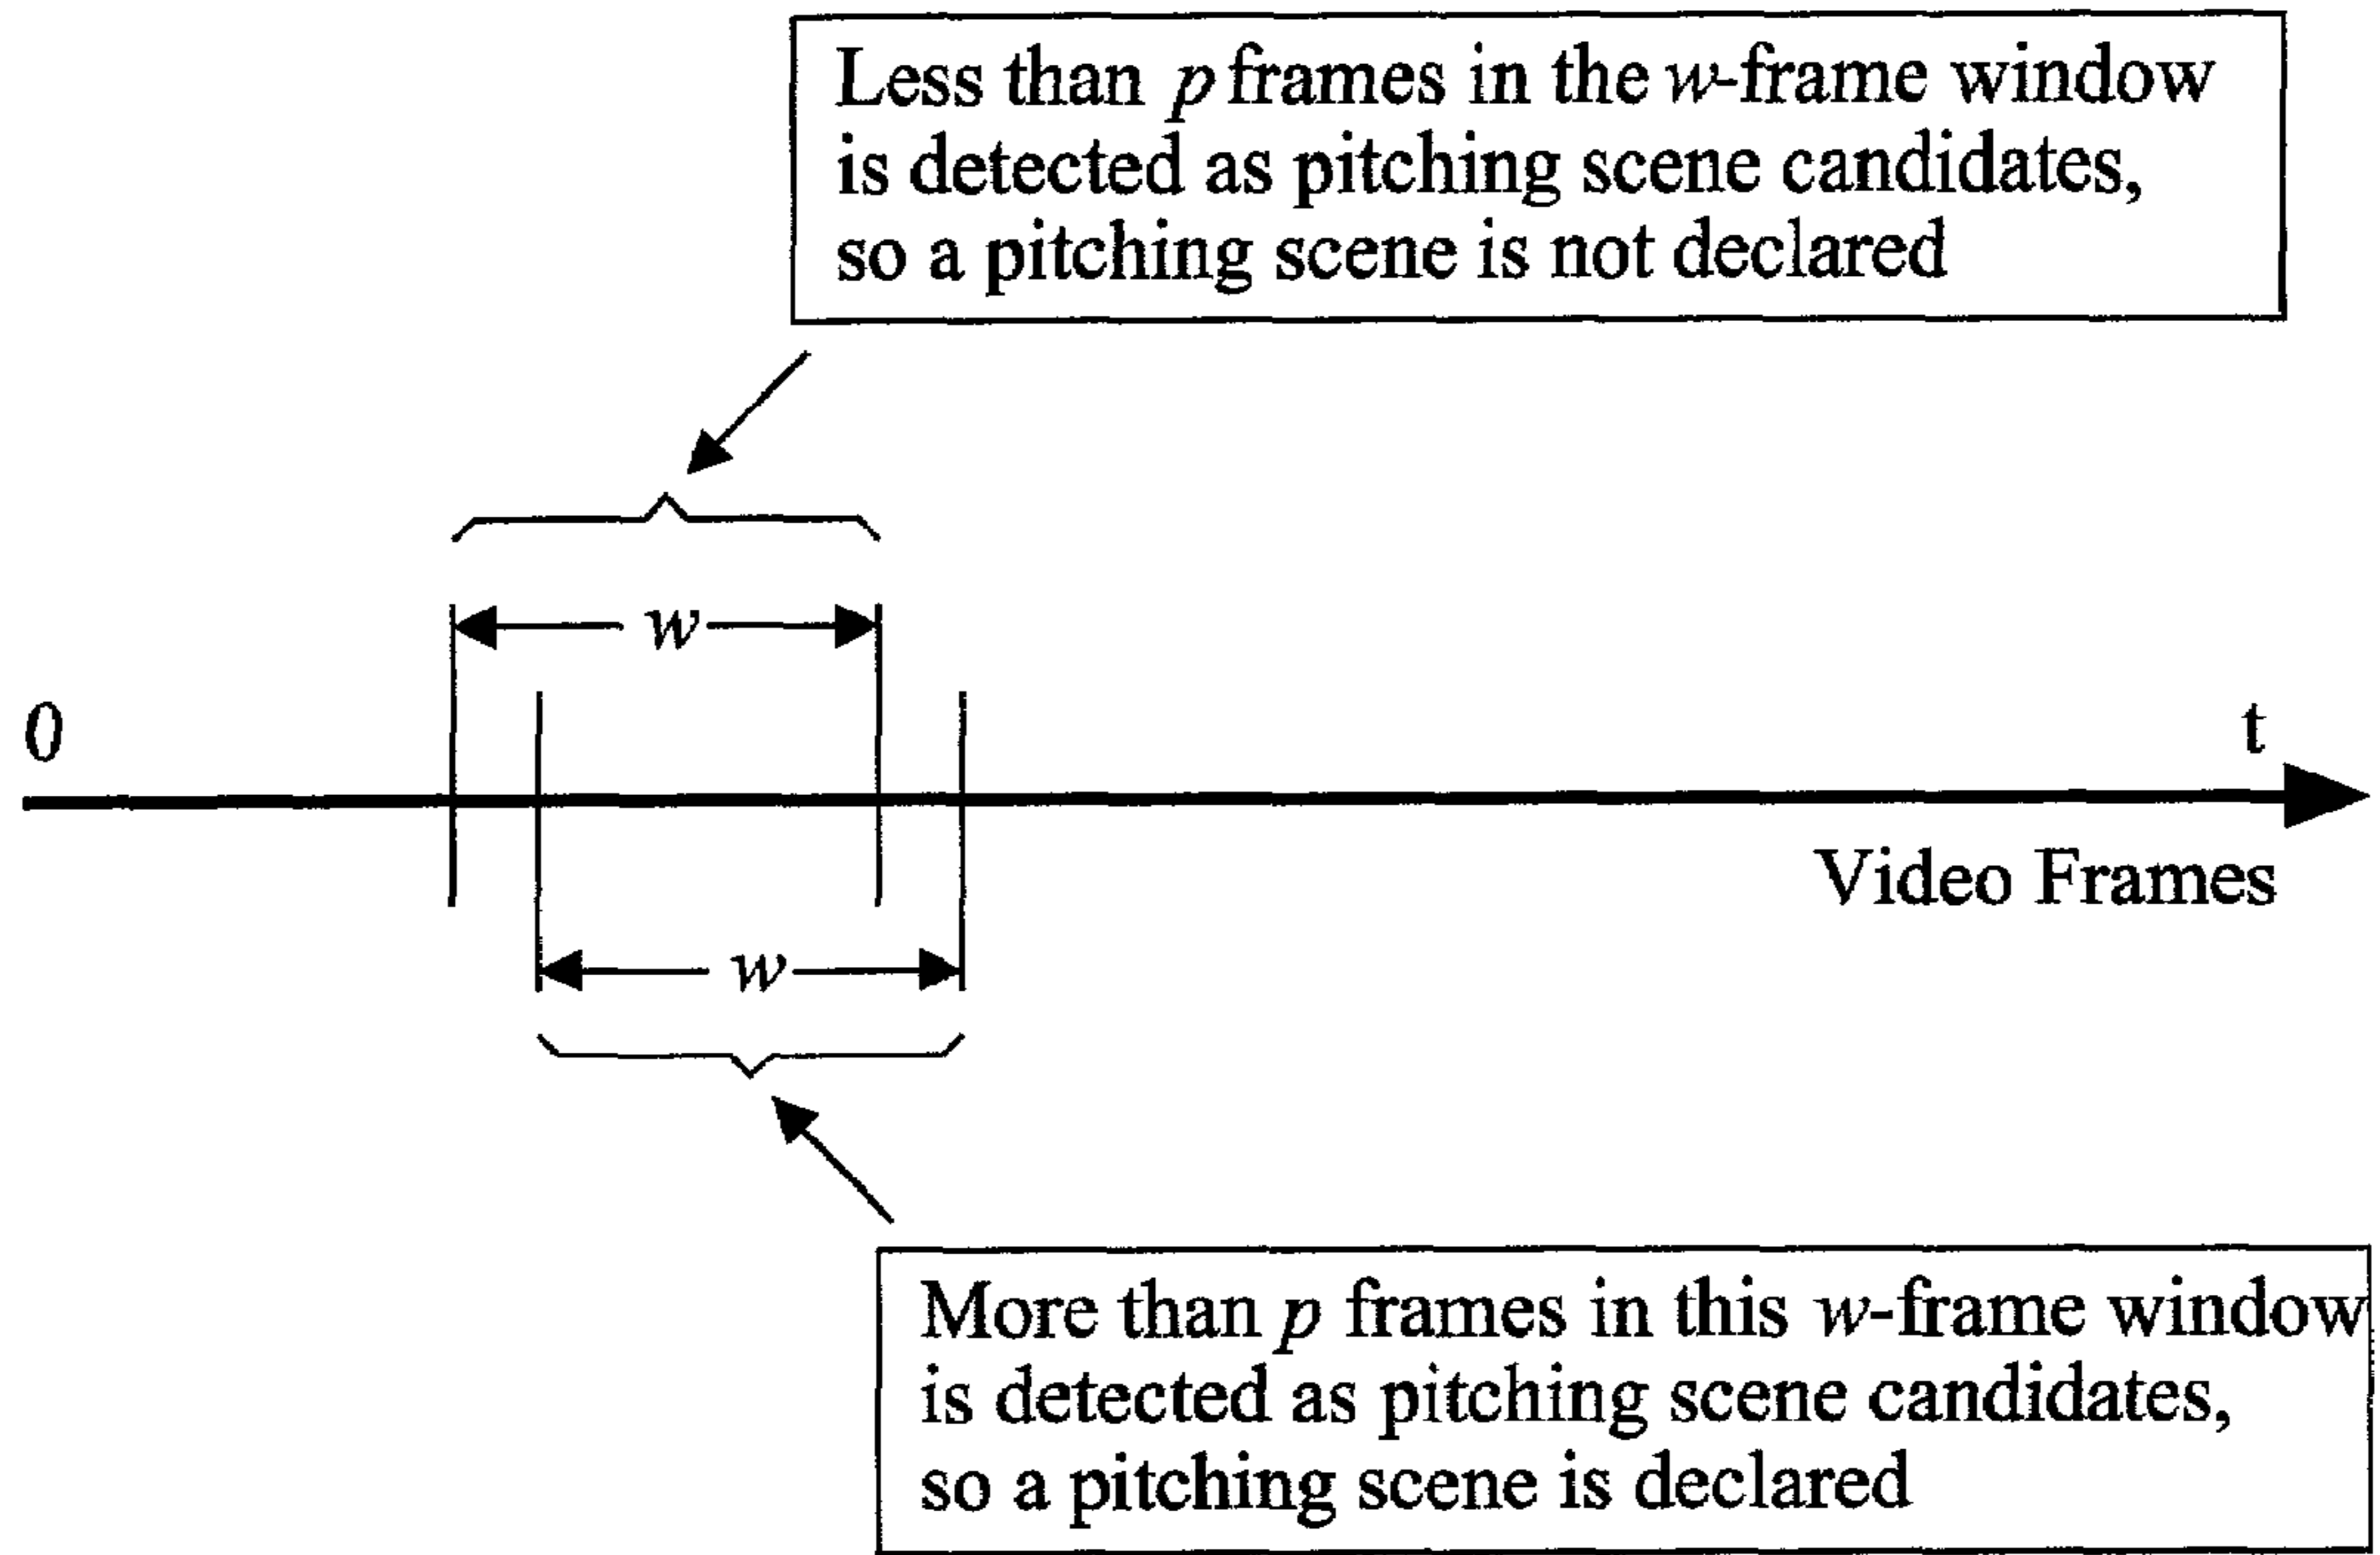 Less than p frames in the w-frame window
is detected as pitching scene candidates,
so a pitching scene is not declared
w
0
t
Video Frames
w
More than p frames in this w-frame window
is detected as pitching scene candidates,
so a pitching scene is declared